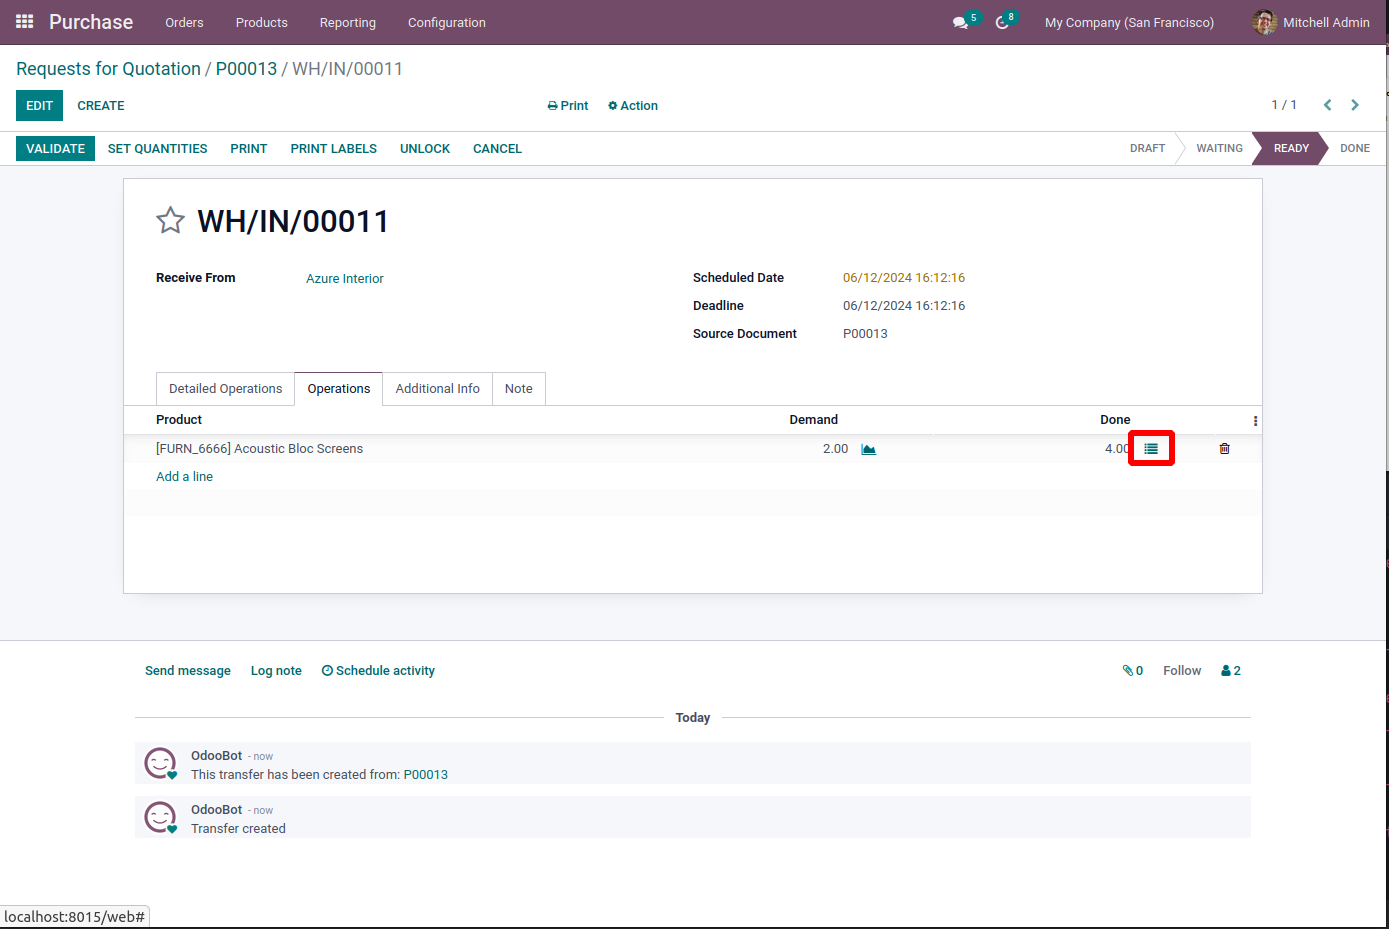 Purchase Orders Products Reporting Configuration 5 8 My Company (San Francisco) Mitchell Admin
Requests for Quotation / P00013 / WH/IN/00011
EDIT CREATE Print Action 1 / 1
VALIDATE SET QUANTITIES PRINT PRINT LABELS UNLOCK CANCEL DRAFT WAITING READY DONE
WH/IN/00011
Receive From Azure Interior Scheduled Date 06/12/2024 16:12:16
Deadline 06/12/2024 16:12:16
Source Document P00013
Detailed Operations Operations Additional Info Note
Product Demand Done
[FURN_6666] Acoustic Bloc Screens 2.00 4.00
Add a line
Send message Log note Schedule activity 0 Follow 2
Today
OdooBot - now
This transfer has been created from: P00013
OdooBot - now
Transfer created
localhost:8015/web#